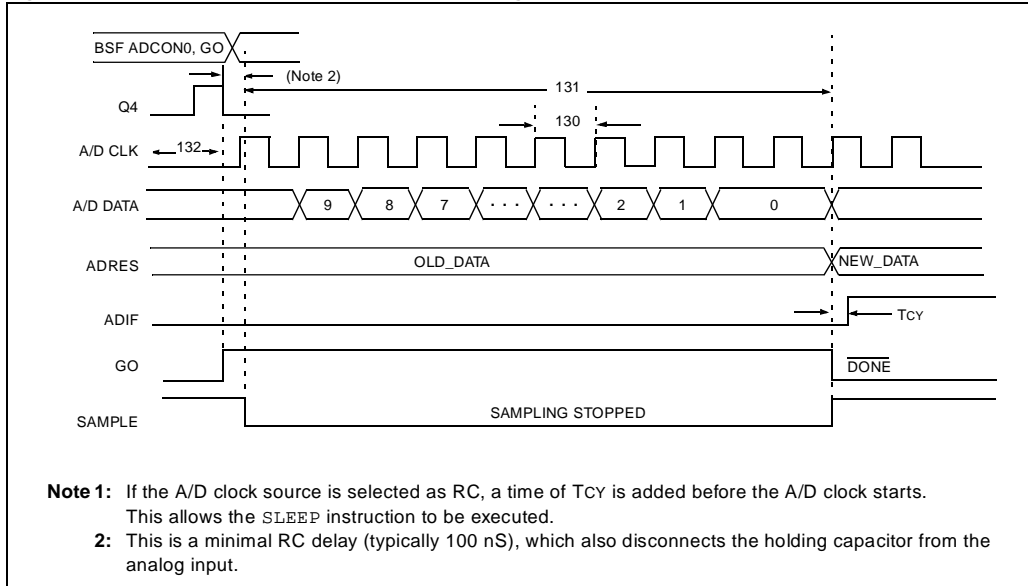 BSF ADCON0, GO
(Note 2)
131
Q4
130
A/D CLK
132
A/D DATA
9 8 7 · · · · · · 2 1 0
ADRES
OLD_DATA
NEW_DATA
ADIF
TCY
GO
DONE
SAMPLING STOPPED
SAMPLE
Note 1: If the A/D clock source is selected as RC, a time of TCY is added before the A/D clock starts.
This allows the SLEEP instruction to be executed.
2: This is a minimal RC delay (typically 100 nS), which also disconnects the holding capacitor from the
analog input.